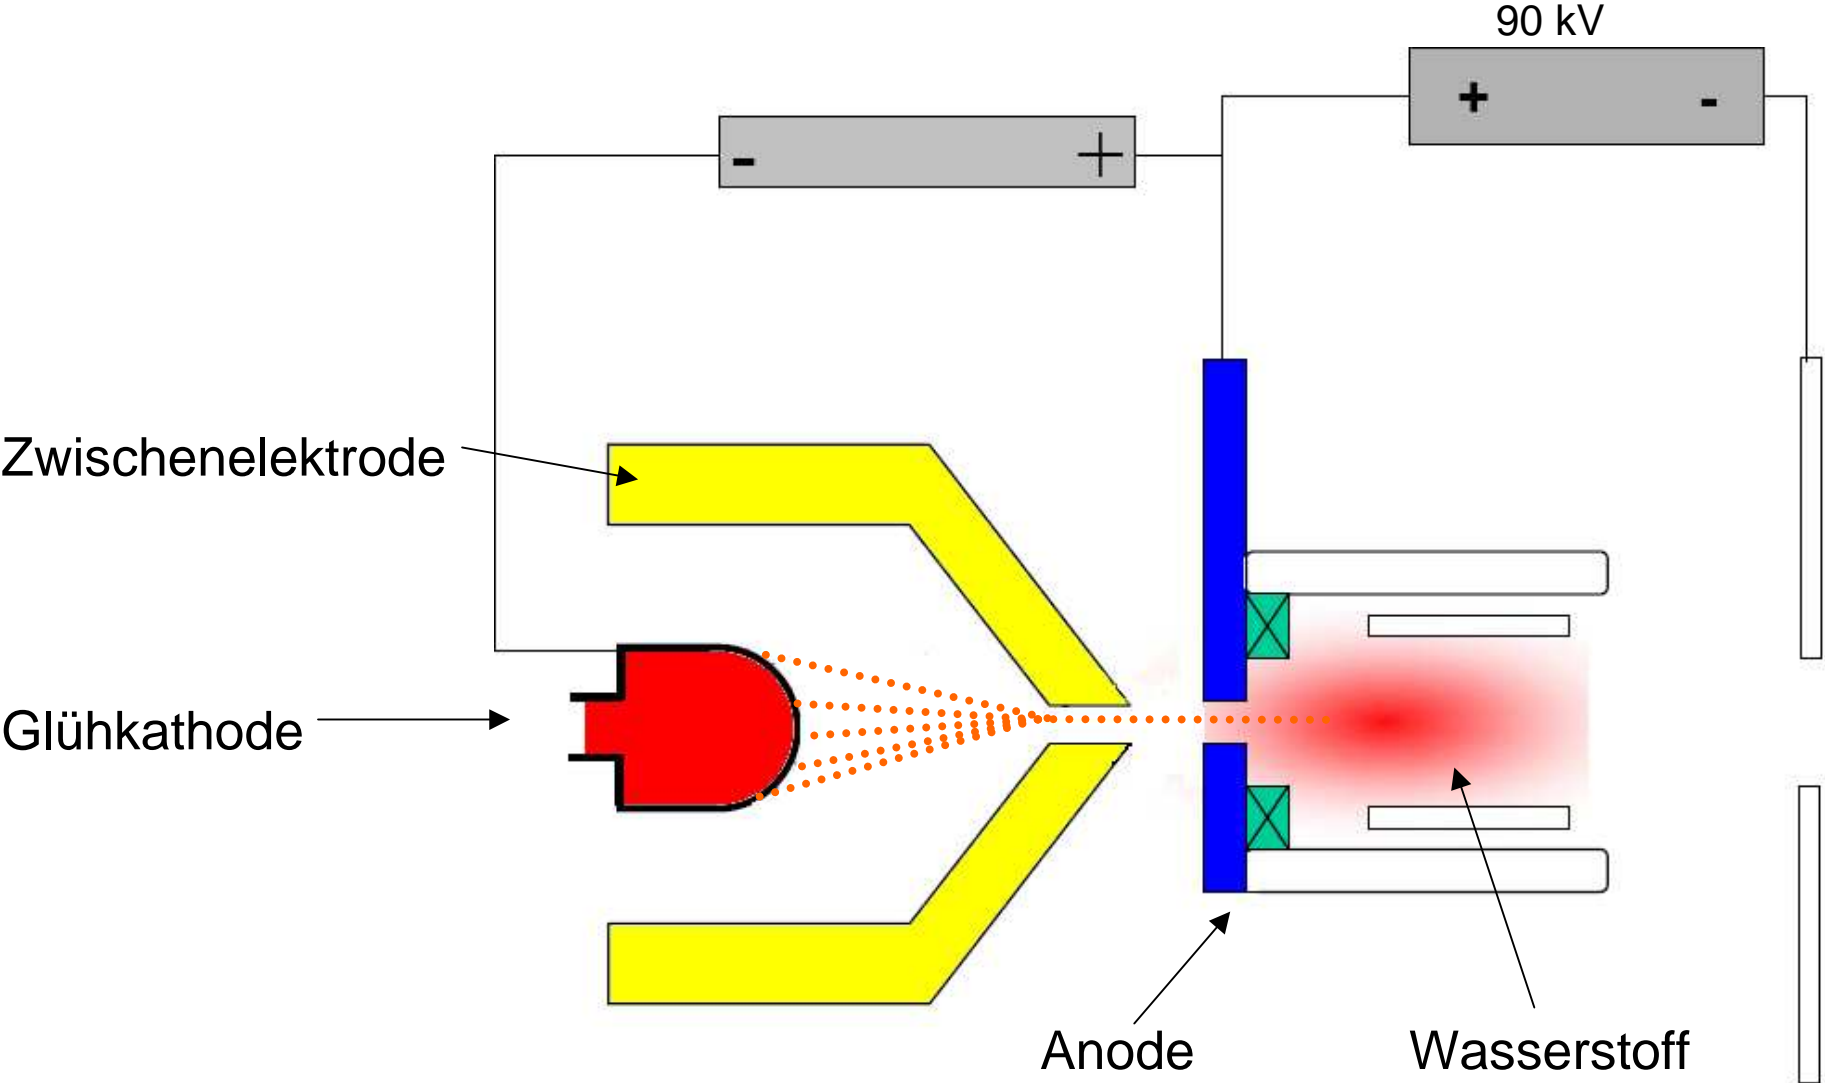 90 kV
+ -
- +
Zwischenelektrode
Glühkathode
Anode
Wasserstoff